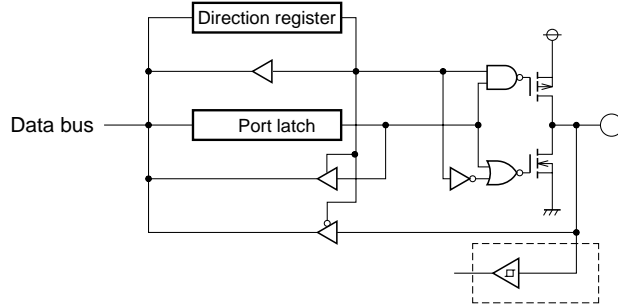 Direction register
Data bus
Port latch